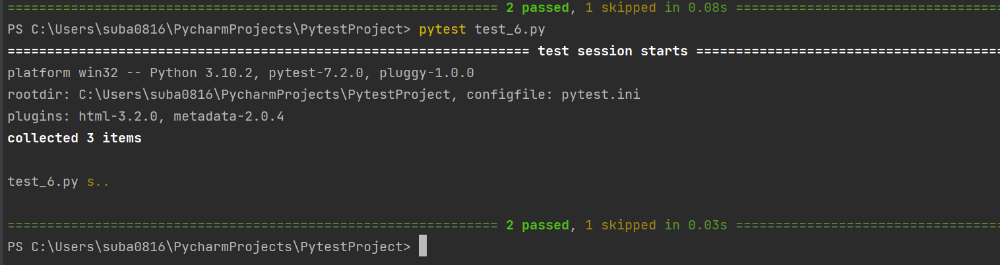 ============================================================== 2 passed, 1 skipped in 0.08s ==================================
PS C:\Users\suba0816\PycharmProjects\PytestProject> pytest test_6.py
================================================================== test session starts =======================================
platform win32 -- Python 3.10.2, pytest-7.2.0, pluggy-1.0.0
rootdir: C:\Users\suba0816\PycharmProjects\PytestProject, configfile: pytest.ini
plugins: html-3.2.0, metadata-2.0.4
collected 3 items
test_6.py s..
============================================================== 2 passed, 1 skipped in 0.03s ==================================
PS C:\Users\suba0816\PycharmProjects\PytestProject>